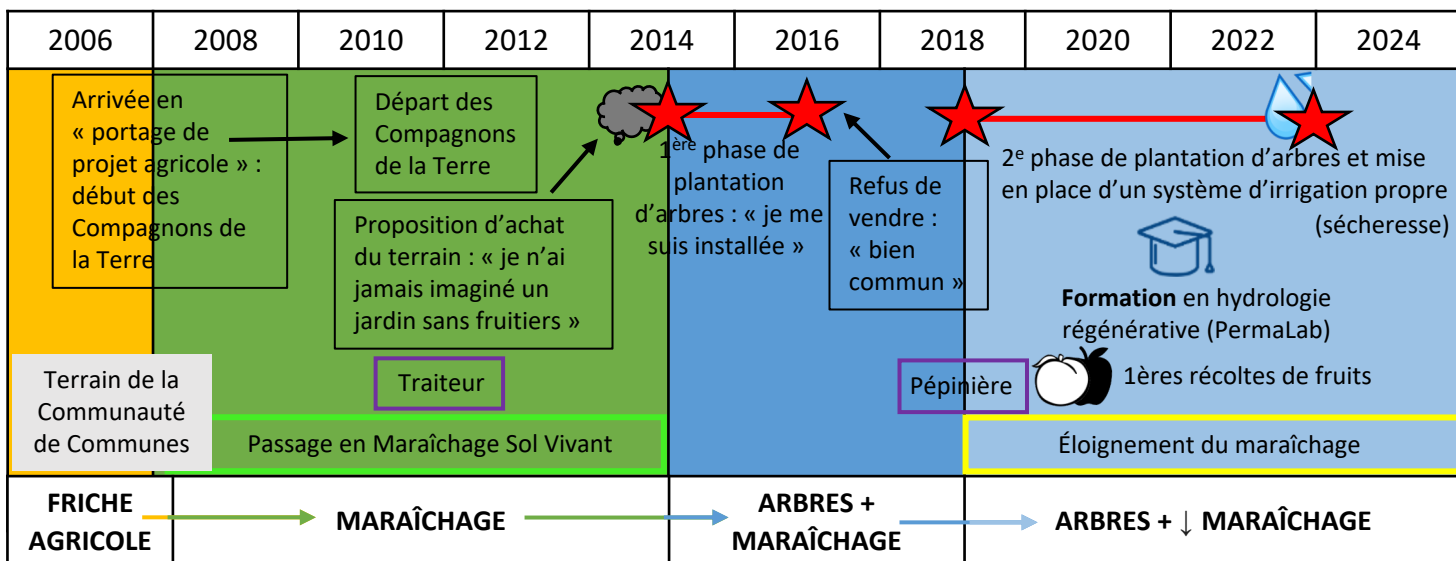 2006
2008
2010
2012
2014
2016
2018
2020
2022
2024
Arrivée en
« portage de
projet agricole » :
début des
Compagnons de
la Terre
Départ des
Compagnons
de la Terre
Proposition d’achat
du terrain : « je n’ai
jamais imaginé un
jardin sans fruitiers »
1ère phase de
plantation
d’arbres : « je me
suis installée »
Refus de
vendre :
« bien
commun »
2e phase de plantation d’arbres et mise
en place d’un système d’irrigation propre
(sécheresse)
Formation en hydrologie
régénérative (PermaLab)
1ères récoltes de fruits
Terrain de la
Communauté
de Communes
Traiteur
Pépinière
Passage en Maraîchage Sol Vivant
Éloignement du maraîchage
FRICHE
AGRICOLE
MARAÎCHAGE
ARBRES +
MARAÎCHAGE
ARBRES + ↓ MARAÎCHAGE